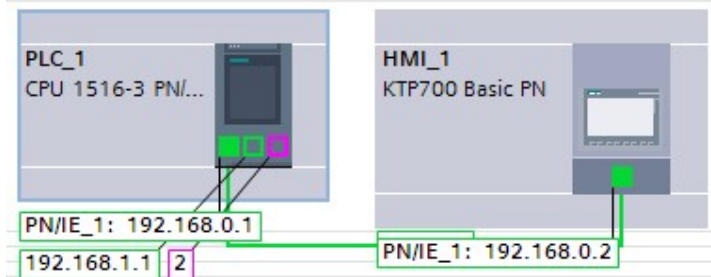 PLC_1
CPU 1516-3 PN/...
HMI_1
KTP700 Basic PN
PN/IE_1: 192.168.0.1
192.168.1.1
2
PN/IE_1: 192.168.0.2